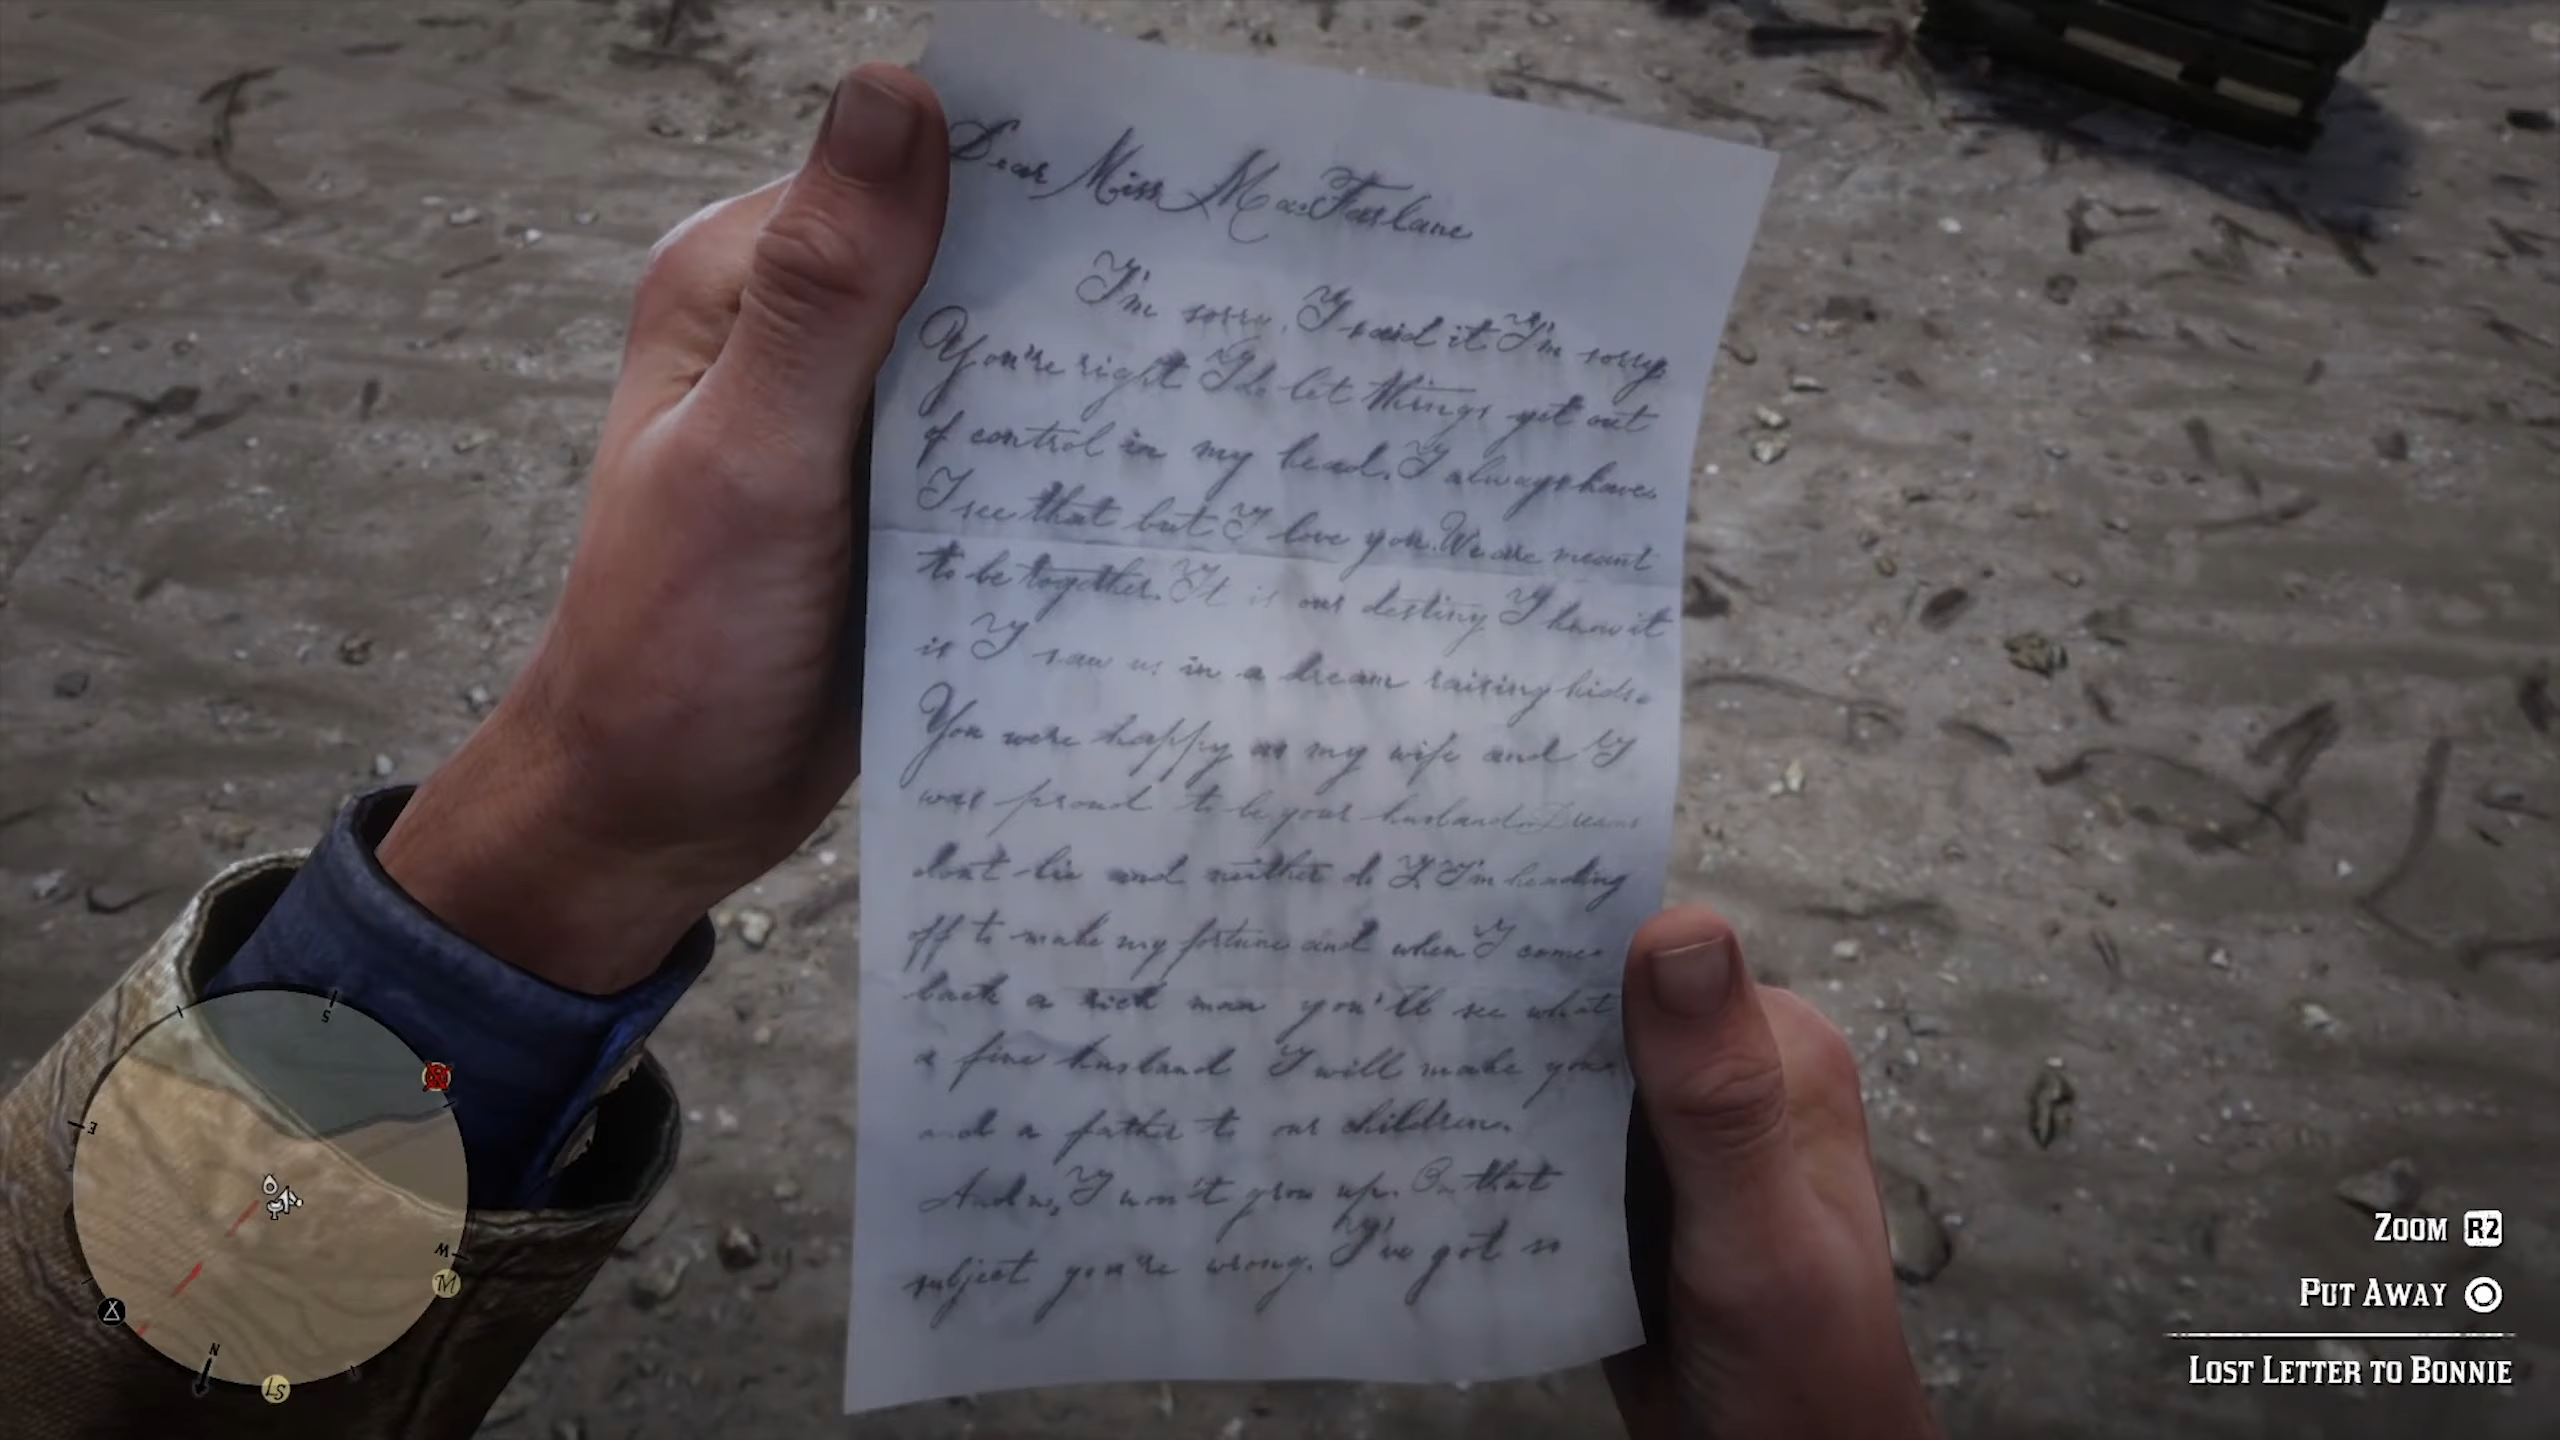 Dear Miss MacFarlane
I'm sorry, I said it I'm sorry.
You're right I do let things get out
of control in my head. I always have.
I see that but I love you. We are meant
to be together. It is our destiny I know it
is I saw us in a dream raising kids.
You were happy as my wife and I
was proud to be your husband. Dreams
don't lie and neither do I. I'm heading
off to make my fortune and when I come
back a rich man you'll see what
a fine husband I will make you
and a father to our children.
And no, I won't grow up. On that
subject you're wrong. I've got so
S
E
W
M
N
LS
ZOOM R2
PUT AWAY
LOST LETTER TO BONNIE